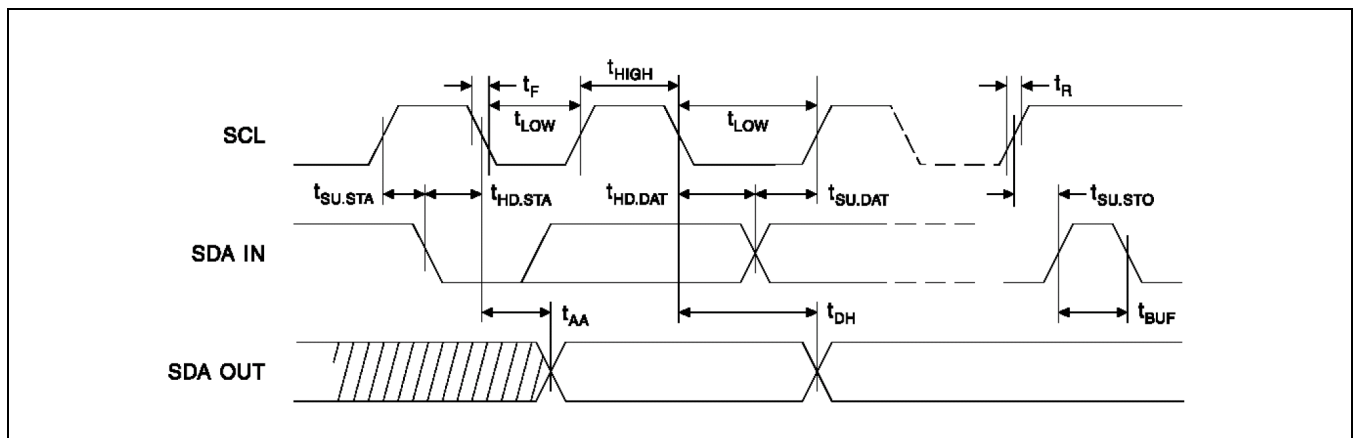 tF
tHIGH
tR
SCL
tLOW
tLOW
tSU.STA
tHD.STA
tHD.DAT
tSU.DAT
tSU.STO
SDA IN
tAA
tDH
tBUF
SDA OUT